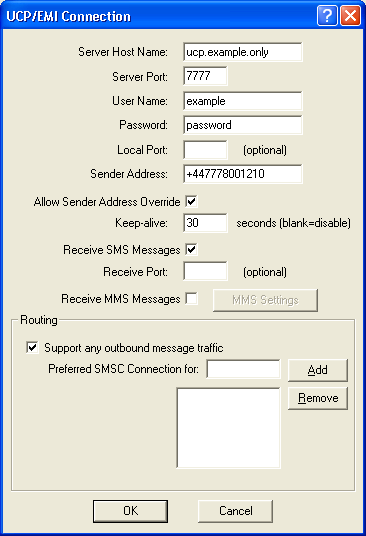 UCP/EMI Connection
Server Host Name: ucp.example.only
Server Port: 7777
User Name: example
Password: password
Local Port: (optional)
Sender Address: +447778001210
Allow Sender Address Override
Keep-alive: 30 seconds (blank=disable)
Receive SMS Messages
Receive Port: (optional)
Receive MMS Messages MMS Settings
Routing
Support any outbound message traffic
Preferred SMSC Connection for: Add
Remove
OK Cancel